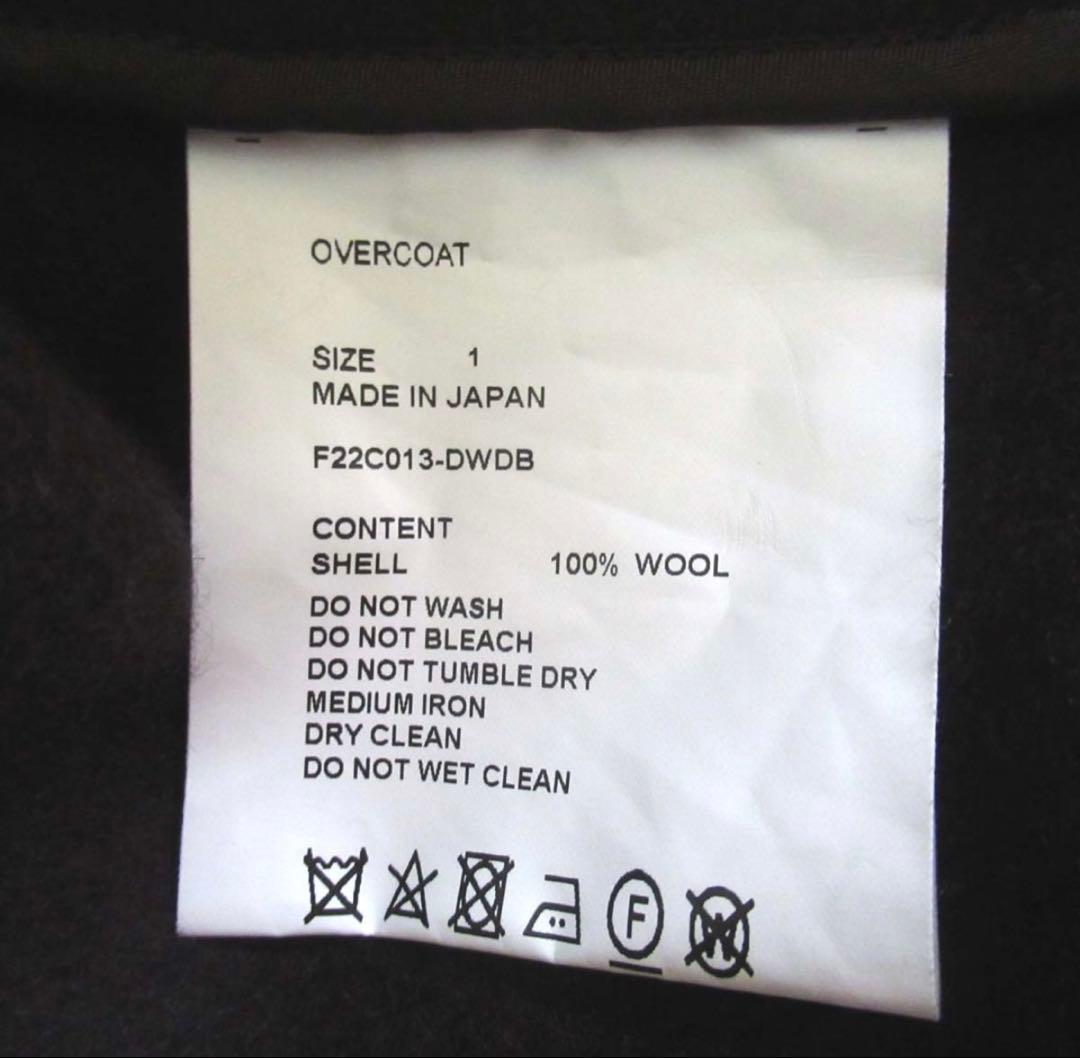 OVERCOAT
SIZE 1
MADE IN JAPAN
F22C013-DWDB
CONTENT
SHELL 100% WOOL
DO NOT WASH
DO NOT BLEACH
DO NOT TUMBLE DRY
MEDIUM IRON
DRY CLEAN
DO NOT WET CLEAN
F W